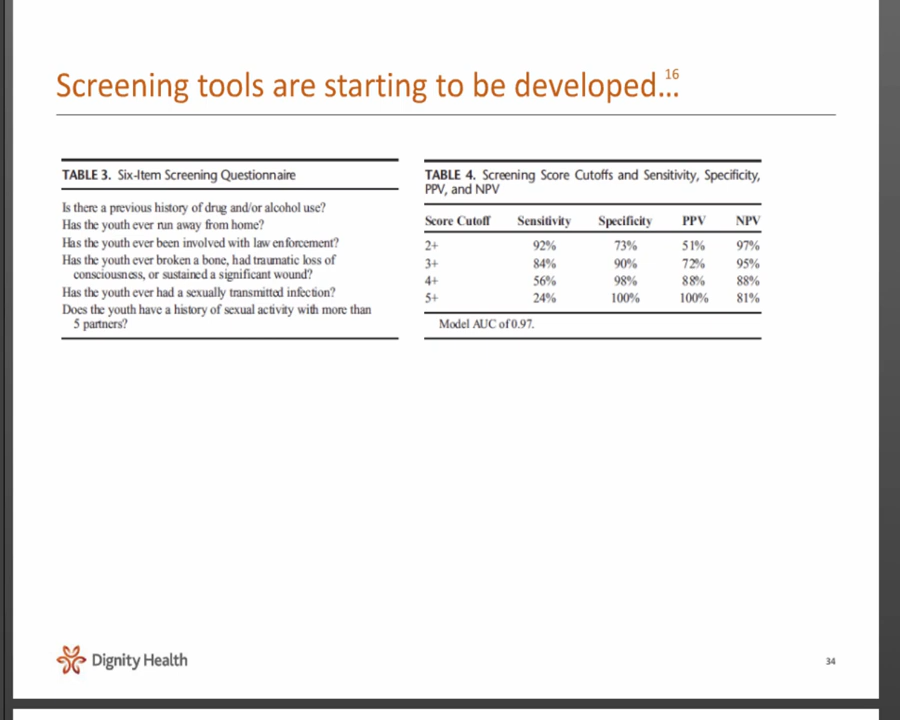 Screening tools are starting to be developed...16
TABLE 3. Six-Item Screening Questionnaire
Is there a previous history of drug and/or alcohol use?
Has the youth ever run away from home?
Has the youth ever been involved with law enforcement?
Has the youth ever broken a bone, had traumatic loss of
consciousness, or sustained a significant wound?
Has the youth ever had a sexually transmitted infection?
Does the youth have a history of sexual activity with more than
5 partners?
TABLE 4. Screening Score Cutoffs and Sensitivity, Specificity,
PPV, and NPV
Score Cutoff Sensitivity Specificity PPV NPV
2+ 92% 73% 51% 97%
3+ 84% 90% 72% 95%
4+ 56% 98% 88% 88%
5+ 24% 100% 100% 81%
Model AUC of 0.97.
Dignity Health
34